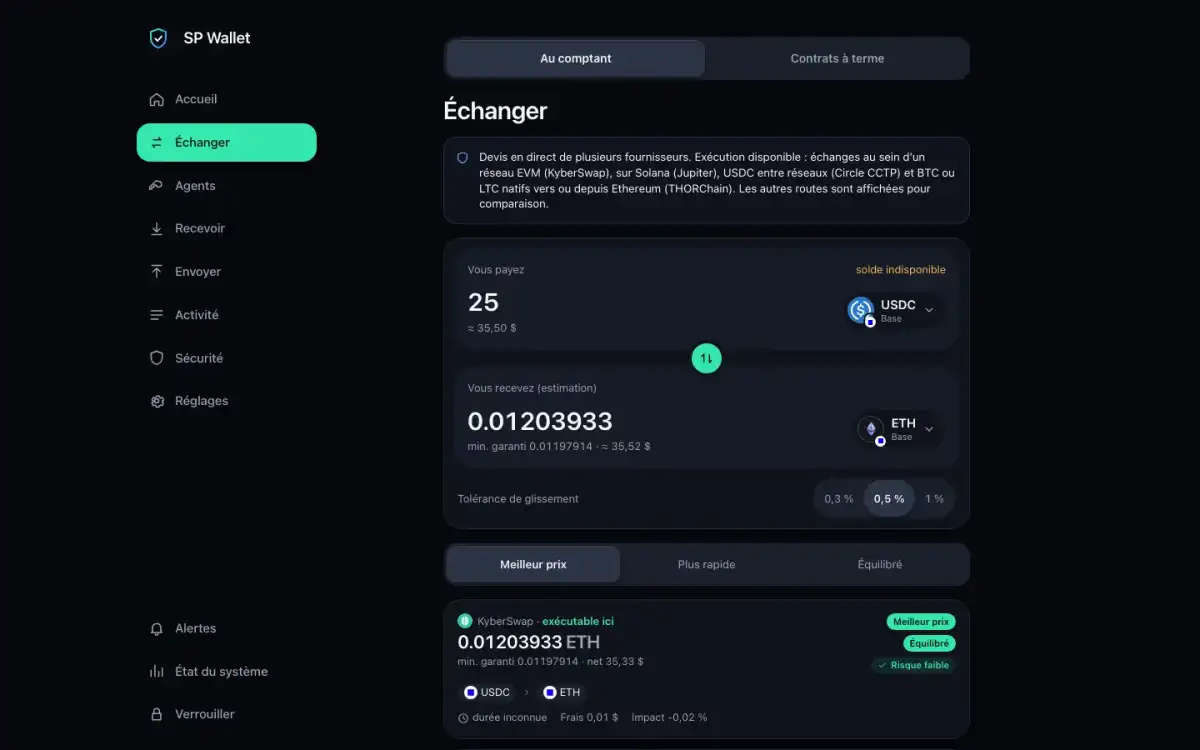 SP Wallet
Accueil
Échanger
Agents
Recevoir
Envoyer
Activité
Sécurité
Réglages
Alertes
État du système
Verrouiller
Au comptant
Contrats à terme
Échanger
Devis en direct de plusieurs fournisseurs. Exécution disponible : échanges au sein d'un
réseau EVM (KyberSwap), sur Solana (Jupiter), USDC entre réseaux (Circle CCTP) et BTC ou
LTC natifs vers ou depuis Ethereum (THORChain). Les autres routes sont affichées pour
comparaison.
Vous payez
solde indisponible
25
USDC
Base
≈ 35,50 $
Vous recevez (estimation)
0.01203933
ETH
Base
min. garanti 0.01197914 · ≈ 35,52 $
Tolérance de glissement
0,3 %
0,5 %
1 %
Meilleur prix
Plus rapide
Équilibré
KyberSwap · exécutable ici
Meilleur prix
0.01203933 ETH
Équilibré
min. garanti 0.01197914 · net 35,33 $
Risque faible
USDC › ETH
durée inconnue Frais 0,01 $ Impact -0,02 %